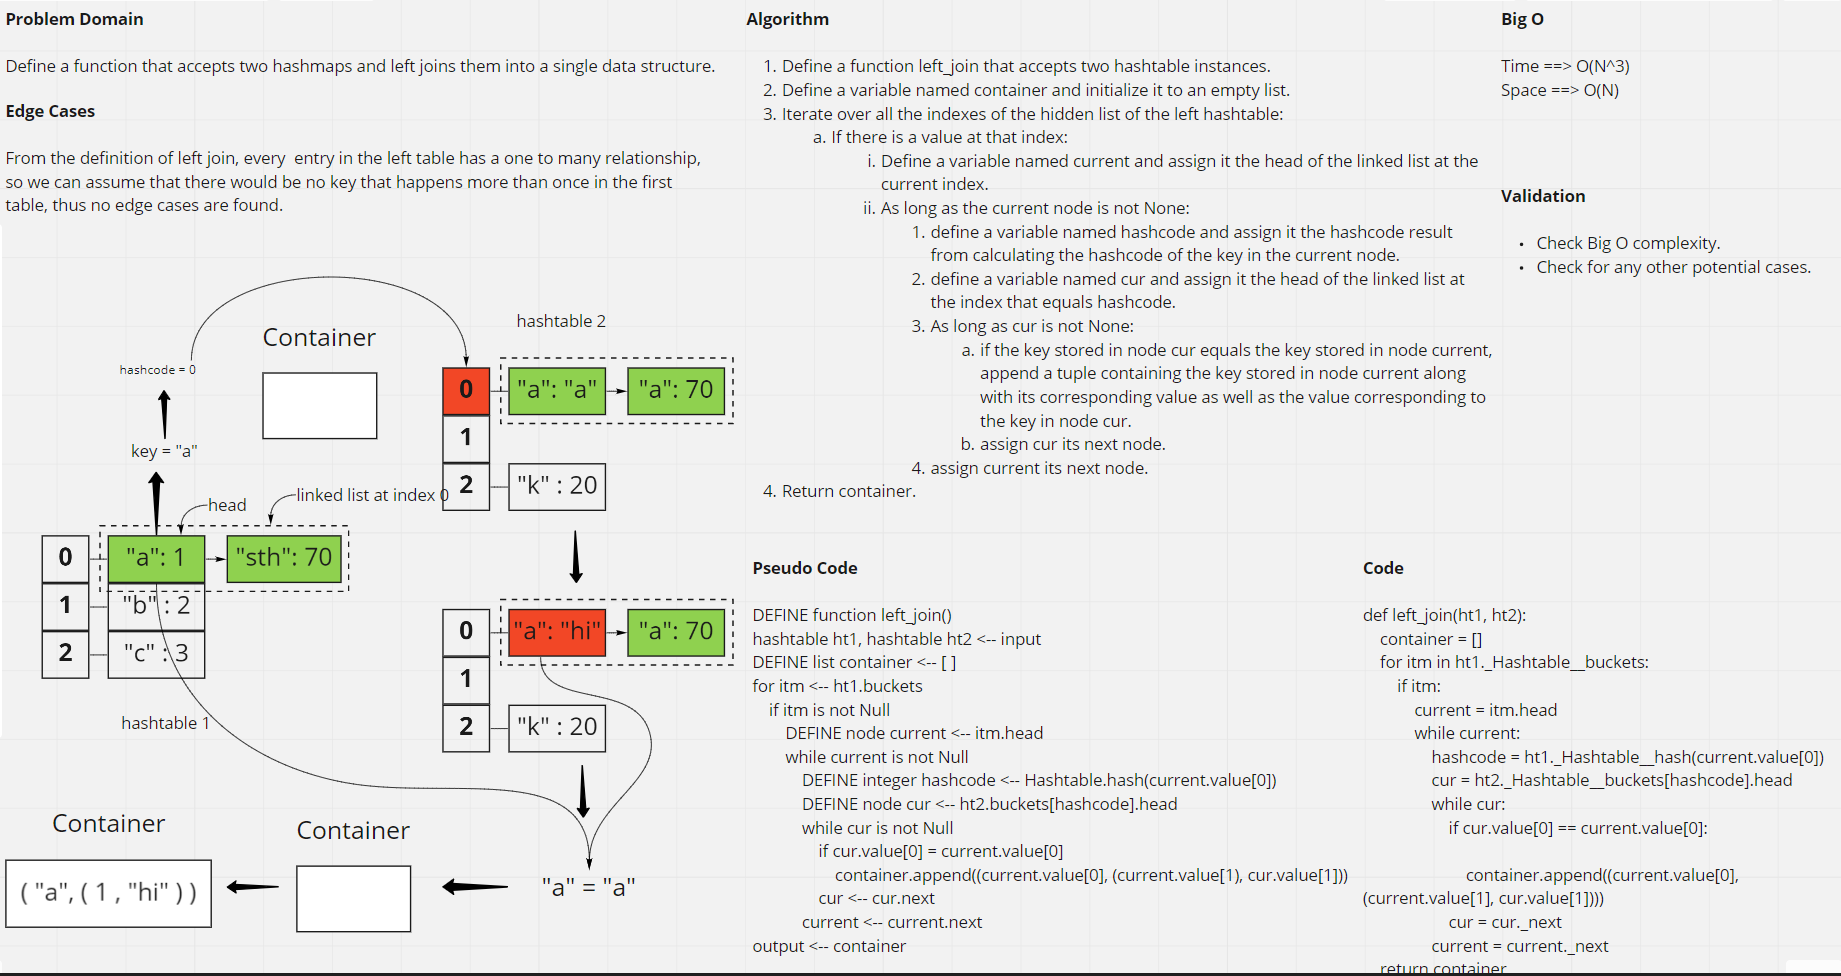 Problem Domain
Define a function that accepts two hashmaps and left joins them into a single data structure.
Edge Cases
From the definition of left join, every  entry in the left table has a one to many relationship,
so we can assume that there would be no key that happens more than once in the first
table, thus no edge cases are found.
Container
hashtable 2
hashcode = 0
0
"a": "a"
"a": 70
1
key = "a"
2
"k" : 20
head
linked list at index 0
0
"a": 1
"sth": 70
1
"b" : 2
2
"c" : 3
hashtable 1
0
"a": "hi"
"a": 70
1
2
"k" : 20
Container
Container
( "a", ( 1 , "hi" ) )
"a" = "a"
Algorithm
1. Define a function left_join that accepts two hashtable instances.
2. Define a variable named container and initialize it to an empty list.
3. Iterate over all the indexes of the hidden list of the left hashtable:
a. If there is a value at that index:
i. Define a variable named current and assign it the head of the linked list at the
current index.
ii. As long as the current node is not None:
1. define a variable named hashcode and assign it the hashcode result
from calculating the hashcode of the key in the current node.
2. define a variable named cur and assign it the head of the linked list at
the index that equals hashcode.
3. As long as cur is not None:
a. if the key stored in node cur equals the key stored in node current,
append a tuple containing the key stored in node current along
with its corresponding value as well as the value corresponding to
the key in node cur.
b. assign cur its next node.
4. assign current its next node.
4. Return container.
Big O
Time ==> O(N^3)
Space ==> O(N)
Validation
• Check Big O complexity.
• Check for any other potential cases.
Pseudo Code
DEFINE function left_join()
hashtable ht1, hashtable ht2 <-- input
DEFINE list container <-- [ ]
for itm <-- ht1.buckets
if itm is not Null
DEFINE node current <-- itm.head
while current is not Null
DEFINE integer hashcode <-- Hashtable.hash(current.value[0])
DEFINE node cur <-- ht2.buckets[hashcode].head
while cur is not Null
if cur.value[0] = current.value[0]
container.append((current.value[0], (current.value[1), cur.value[1]))
cur <-- cur.next
current <-- current.next
output <-- container
Code
def left_join(ht1, ht2):
container = []
for itm in ht1._Hashtable__buckets:
if itm:
current = itm.head
while current:
hashcode = ht1._Hashtable__hash(current.value[0])
cur = ht2._Hashtable__buckets[hashcode].head
while cur:
if cur.value[0] == current.value[0]:
container.append((current.value[0],
(current.value[1], cur.value[1])))
cur = cur._next
current = current._next
return container